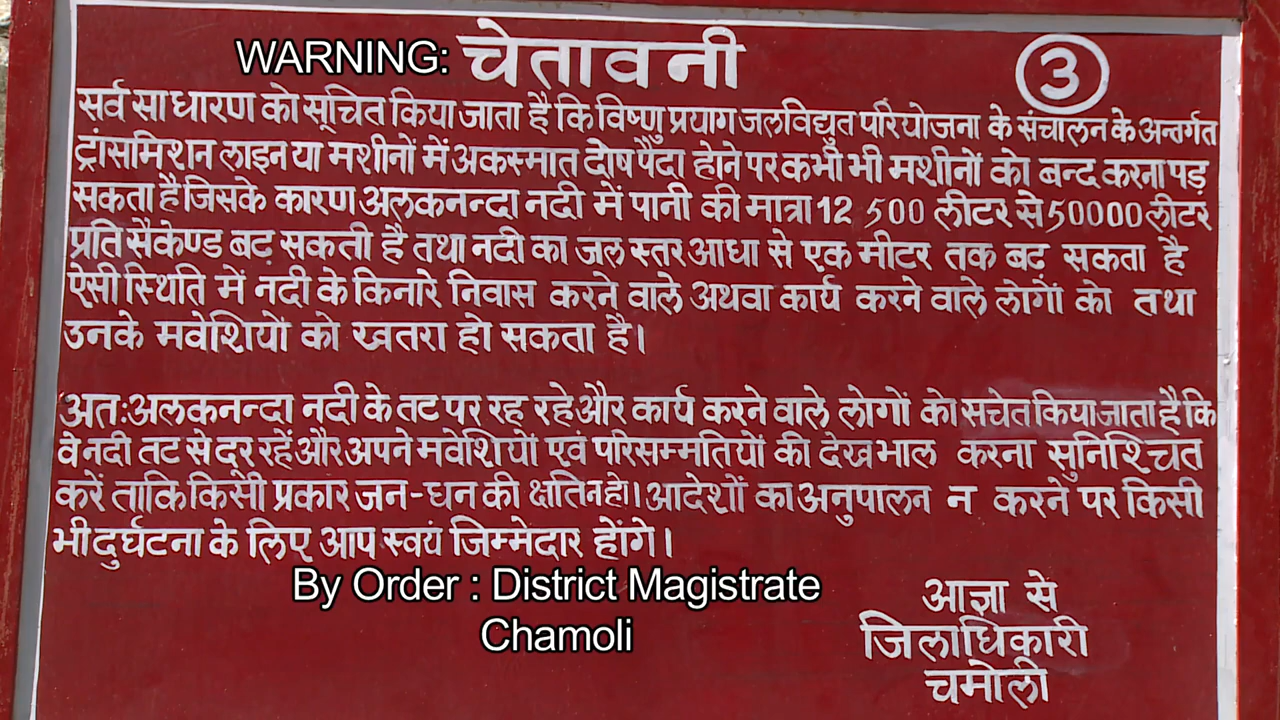 WARNING: चेतावनी
3
सर्व साधारण को सूचित किया जाता है कि विष्णु प्रयाग जलविद्युत परियोजना के संचालन के अन्तर्गत
ट्रांसमिशन लाइन या मशीनों में अकस्मात दोष पैदा होने पर कभी भी मशीनों को बन्द करना पड़
सकता है जिसके कारण अलकनन्दा नदी में पानी की मात्रा 12 500 लीटर से 50000 लीटर
प्रति सैकेण्ड बढ़ सकती है तथा नदी का जल स्तर आधा से एक मीटर तक बढ़ सकता है
ऐसी स्थिति में नदी के किनारे निवास करने वाले अथवा कार्य करने वाले लोगों को तथा
उनके मवेशियों को खतरा हो सकता है।
अतः अलकनन्दा नदी के तट पर रह रहे और कार्य करने वाले लोगों को सचेत किया जाता है कि
वे नदी तट से दूर रहें और अपने मवेशियों एवं परिसम्मतियों की देखभाल करना सुनिश्चित
करें ताकि किसी प्रकार जन-धन की क्षति न हो। आदेशों का अनुपालन न करने पर किसी
भी दुर्घटना के लिए आप स्वयं जिम्मेदार होंगे।
By Order : District Magistrate
Chamoli
आज्ञा से
जिलाधिकारी
चमोली